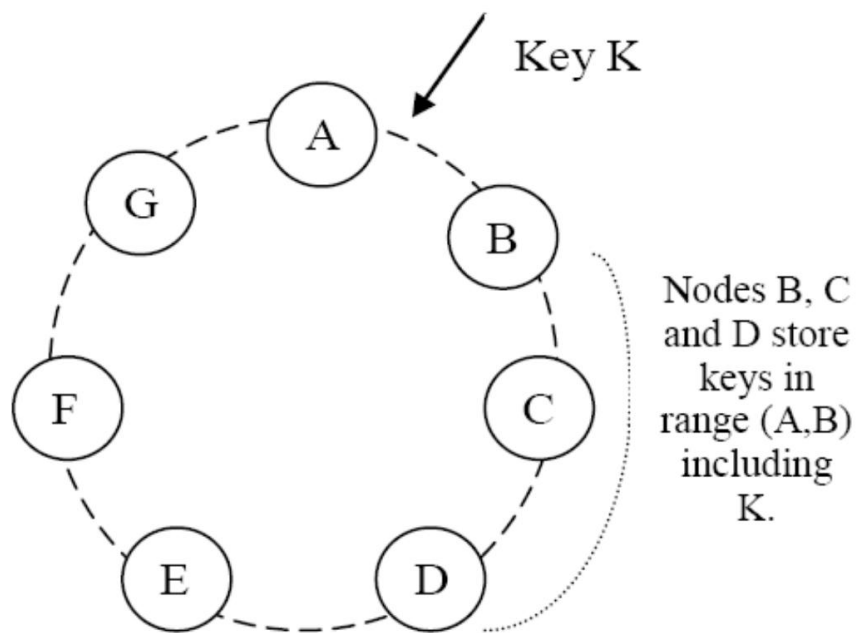 Key K
A
G
B
Nodes B, C
and D store
keys in
range (A,B)
including
K.
F
C
E
D